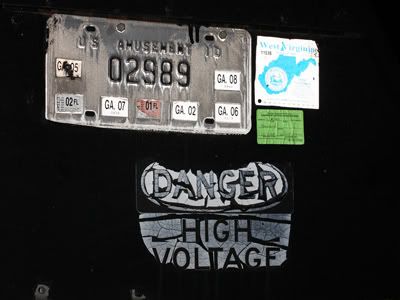 US AMUSEMENT ID
02989
GA. 05
GA. 08
02 FL
GA. 07
01 FL
GA. 02
GA. 06
West Virginia
DANGER
HIGH
VOLTAGE